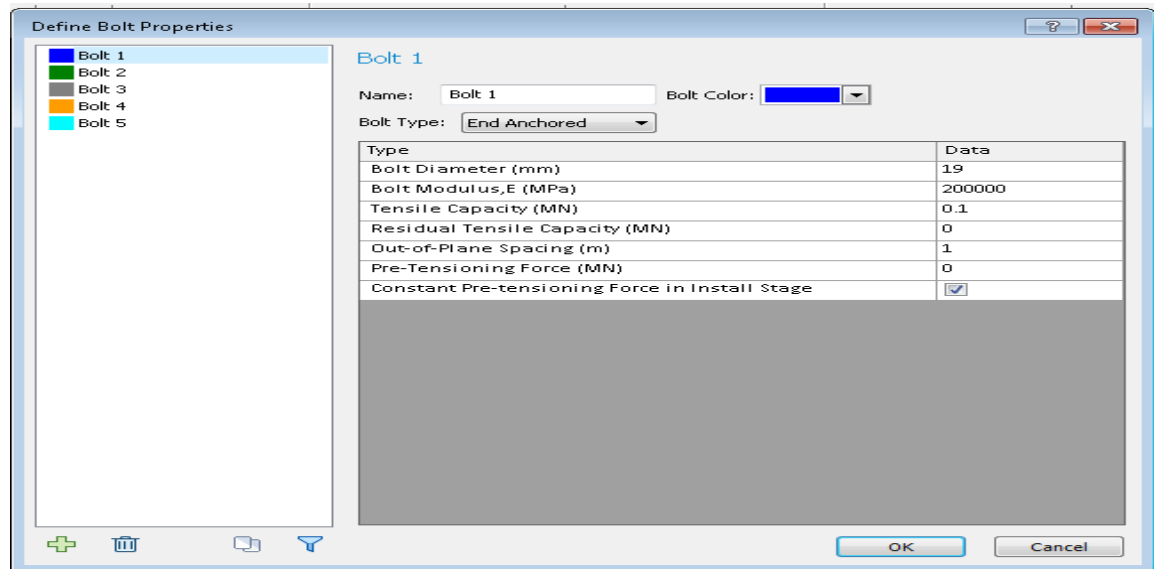 Define Bolt Properties
?
Bolt 1
Bolt 2
Bolt 3
Bolt 4
Bolt 5
Bolt 1
Name: Bolt 1 Bolt Color:
Bolt Type: End Anchored
Type Data
Bolt Diameter (mm) 19
Bolt Modulus,E (MPa) 200000
Tensile Capacity (MN) 0.1
Residual Tensile Capacity (MN) 0
Out-of-Plane Spacing (m) 1
Pre-Tensioning Force (MN) 0
Constant Pre-tensioning Force in Install Stage
OK Cancel